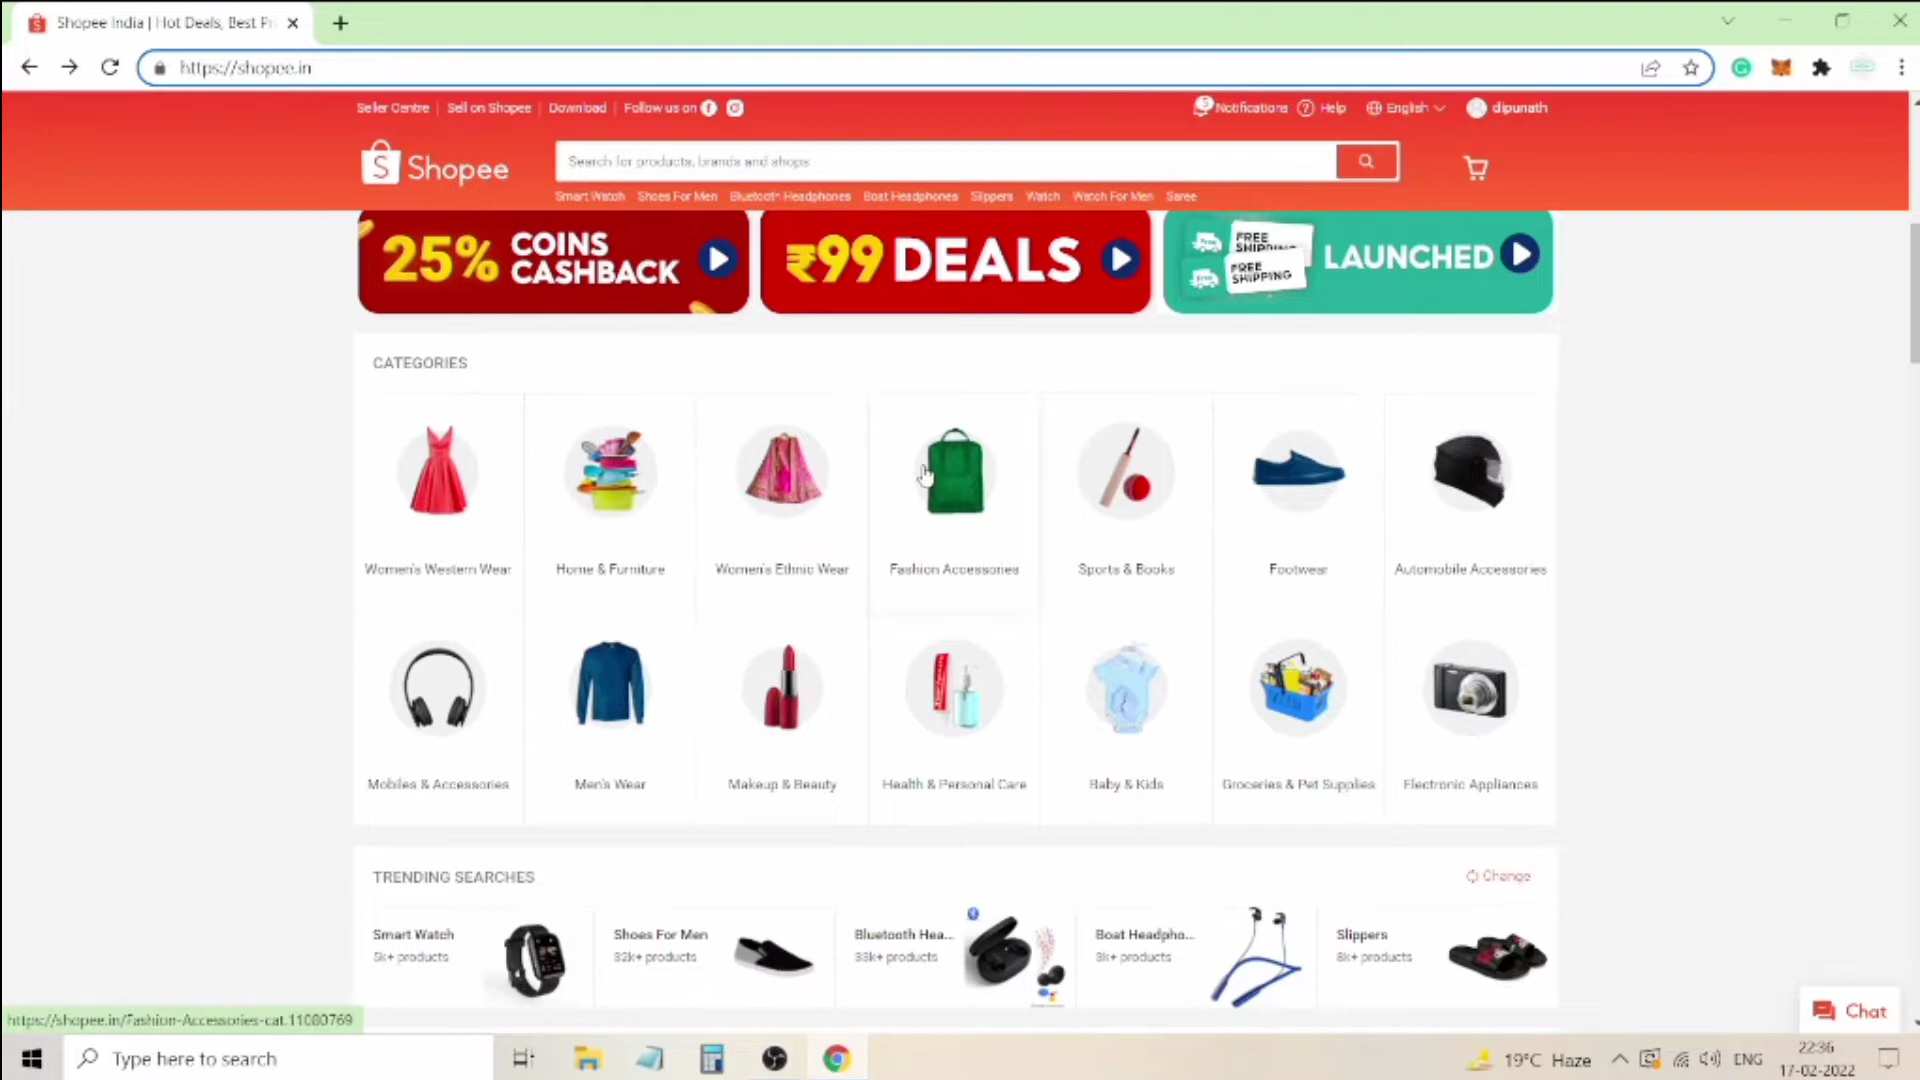 Shopee India | Hot Deals, Best Pr
https://shopee.in
Seller Centre | Sell on Shopee | Download | Follow us on
5 Notifications Help English dipunath
Shopee
Search for products, brands and shops
Smart Watch Shoes For Men Bluetooth Headphones Boat Headphones Slippers Watch Watch For Men Saree
25% COINS CASHBACK
₹99 DEALS
FREE SHIPPING
FREE SHIPPING
LAUNCHED
CATEGORIES
Women's Western Wear
Home & Furniture
Women's Ethnic Wear
Fashion Accessories
Sports & Books
Footwear
Automobile Accessories
Mobiles & Accessories
Men's Wear
Makeup & Beauty
Health & Personal Care
Baby & Kids
Groceries & Pet Supplies
Electronic Appliances
TRENDING SEARCHES
Change
Smart Watch
5k+ products
Shoes For Men
32k+ products
Bluetooth Hea...
33k+ products
Boat Headpho...
3k+ products
Slippers
8k+ products
Chat
https://shopee.in/Fashion-Accessories-cat.11080769
Type here to search
19°C Haze
ENG
22:36
17-02-2022